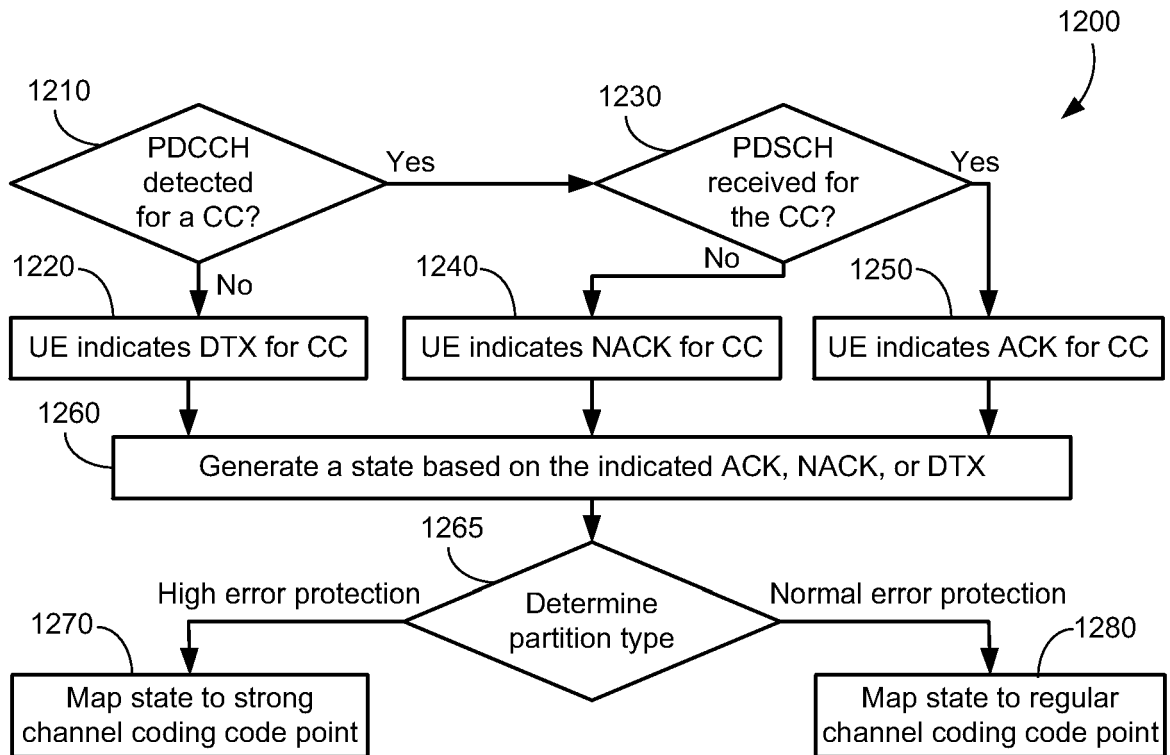 1200
1210
PDCCH
detected
for a CC?
Yes
1230
PDSCH
received for
the CC?
Yes
1220
No
UE indicates DTX for CC
1240
No
UE indicates NACK for CC
1250
UE indicates ACK for CC
1260
Generate a state based on the indicated ACK, NACK, or DTX
1265
Determine
partition type
High error protection
Normal error protection
1270
Map state to strong
channel coding code point
1280
Map state to regular
channel coding code point